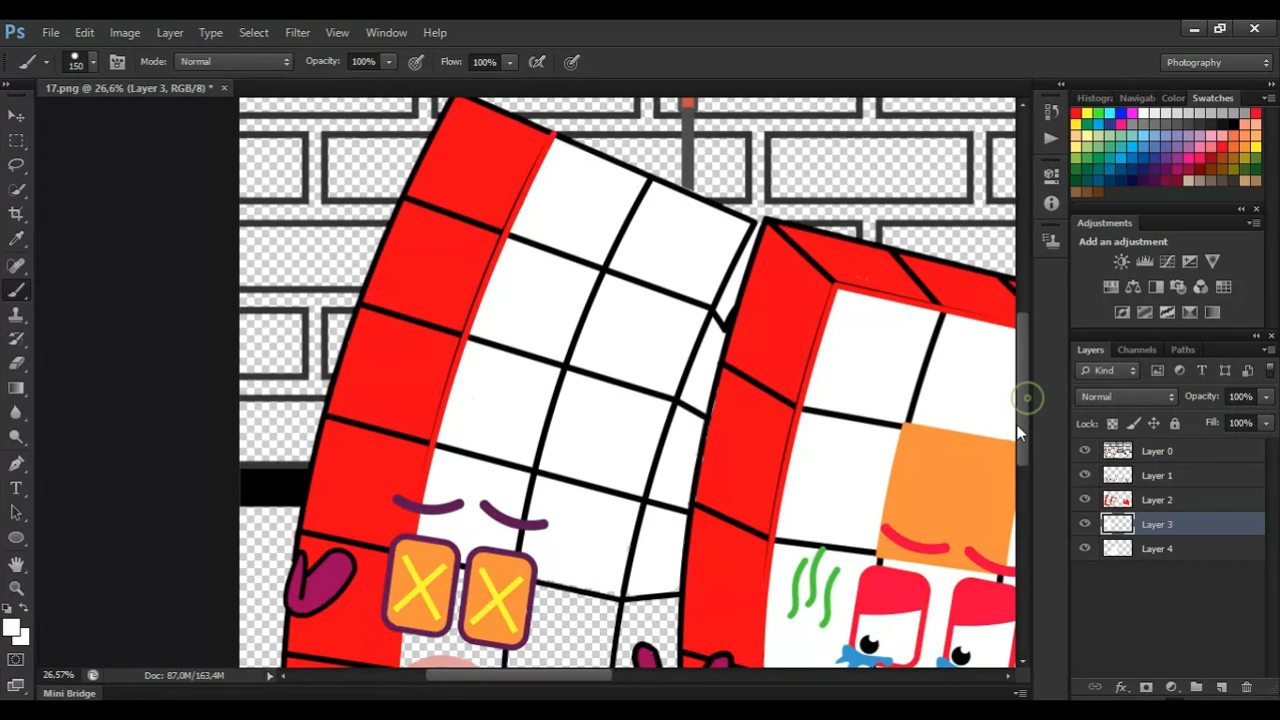 Ps File Edit Image Layer Type Select Filter View Window Help
150 Mode: Normal Opacity: 100% Flow: 100% Photography
17.png @ 26,6% (Layer 3, RGB/8) * ×
Histogr Navigat Color Swatches
Adjustments
Add an adjustment
Layers Channels Paths
Kind
Normal Opacity: 100%
Lock: Fill: 100%
Layer 0
Layer 1
Layer 2
Layer 3
Layer 4
26,57% Doc: 87,0M/163,4M
Mini Bridge